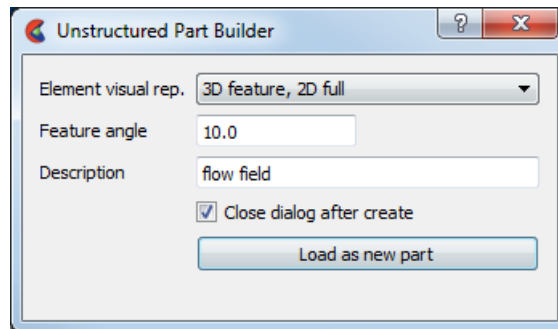 Unstructured Part Builder
?
X
Element visual rep. 3D feature, 2D full
Feature angle 10.0
Description flow field
Close dialog after create
Load as new part